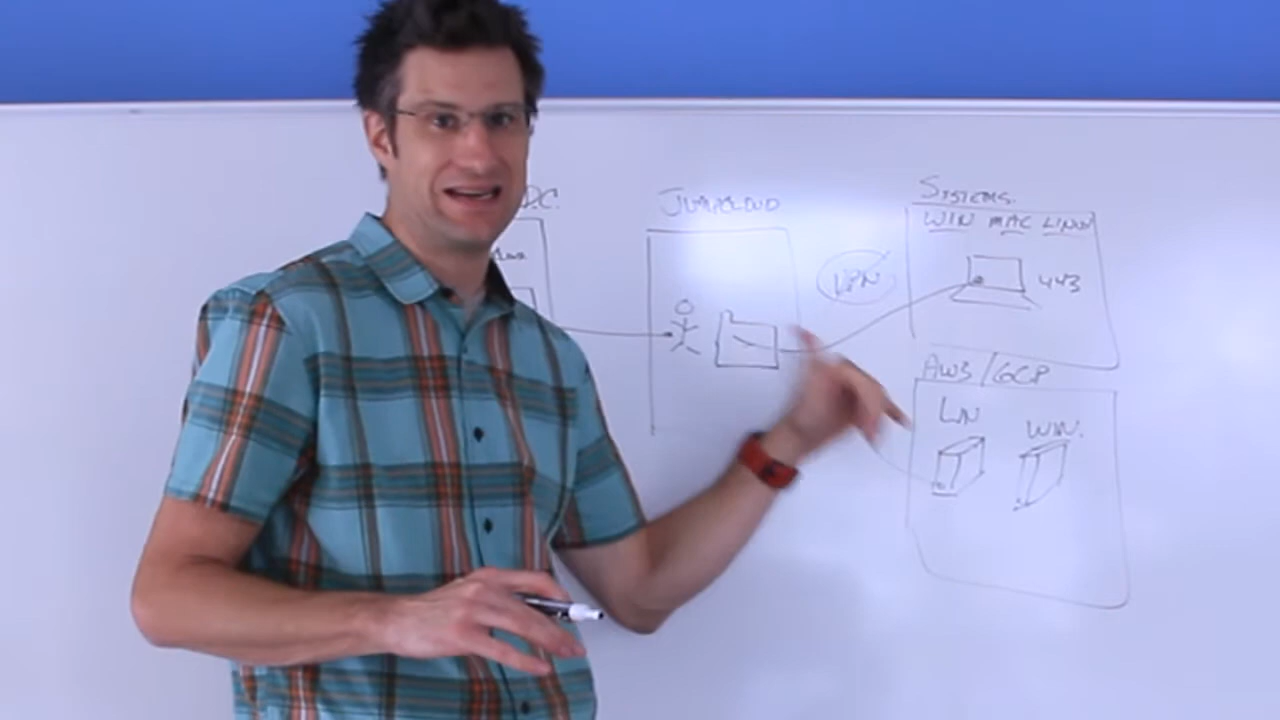 D.C.
JUMPCLOUD
VPN
SYSTEMS.
WIN MAC LINUX
443
AWS/GCP
LIN
WIN.